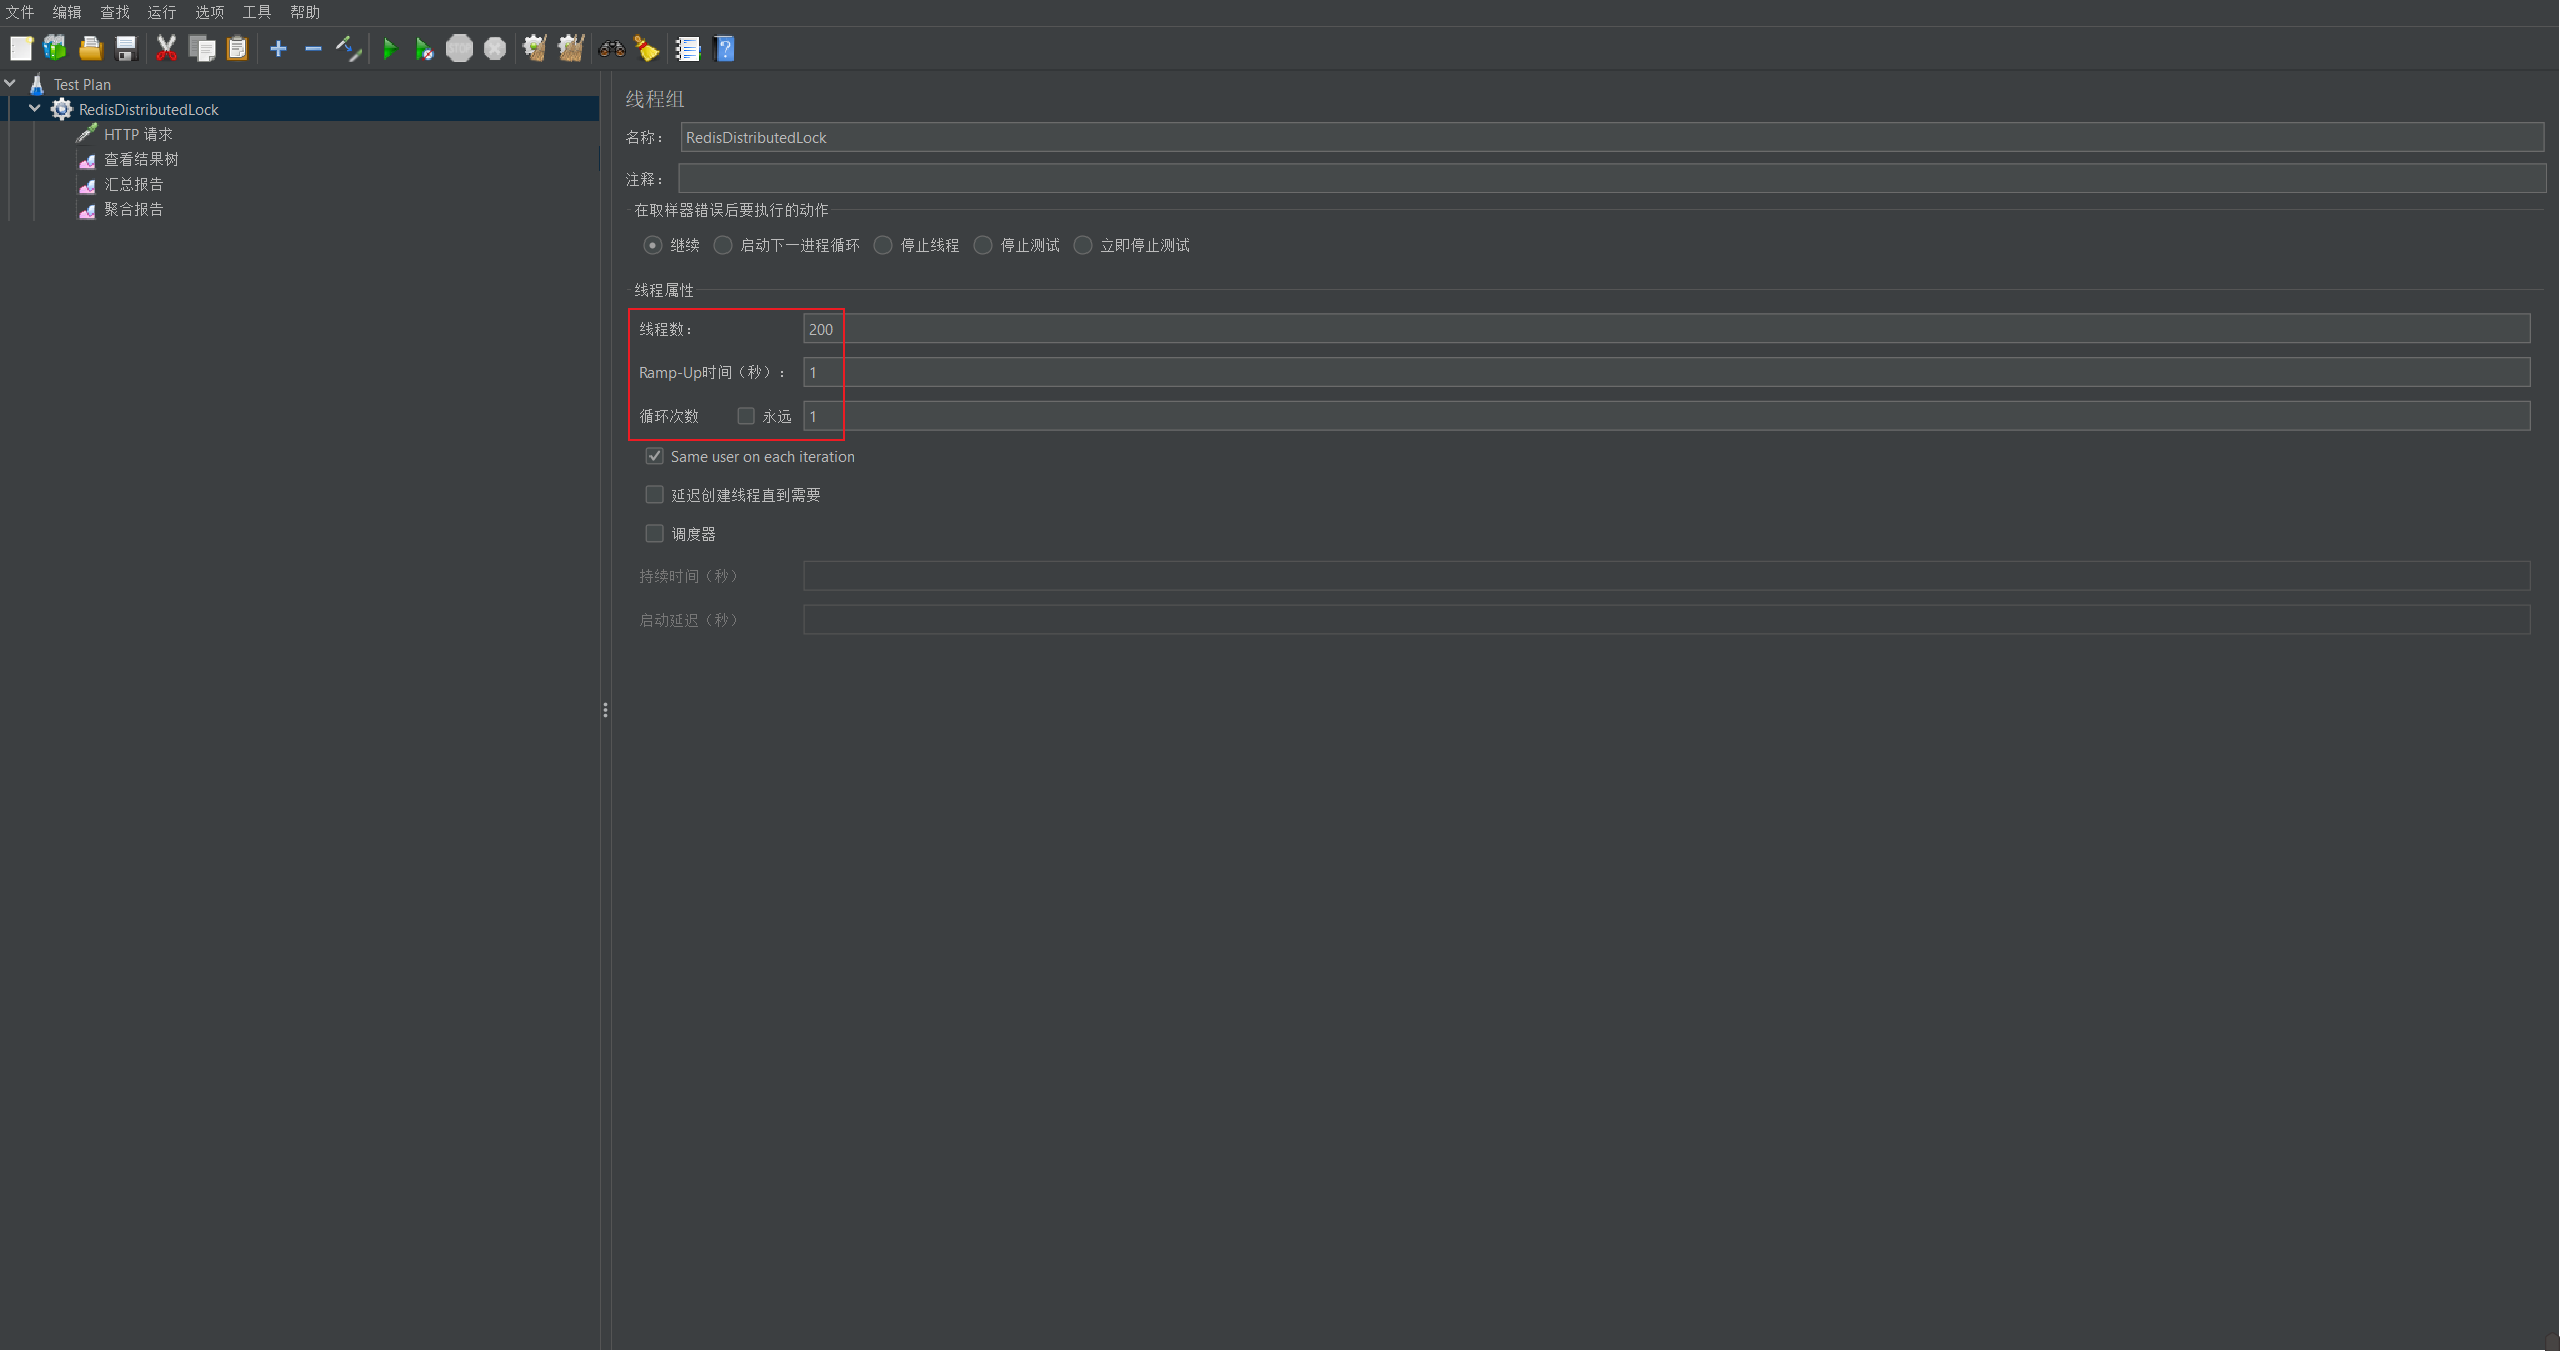 文件 编辑 查找 运行 选项 工具 帮助
STOP
Test Plan
RedisDistributedLock
HTTP 请求
查看结果树
汇总报告
聚合报告
线程组
名称： RedisDistributedLock
注释：
在取样器错误后要执行的动作
继续 启动下一进程循环 停止线程 停止测试 立即停止测试
线程属性
线程数： 200
Ramp-Up时间（秒）： 1
循环次数 永远 1
Same user on each iteration
延迟创建线程直到需要
调度器
持续时间（秒）
启动延迟（秒）